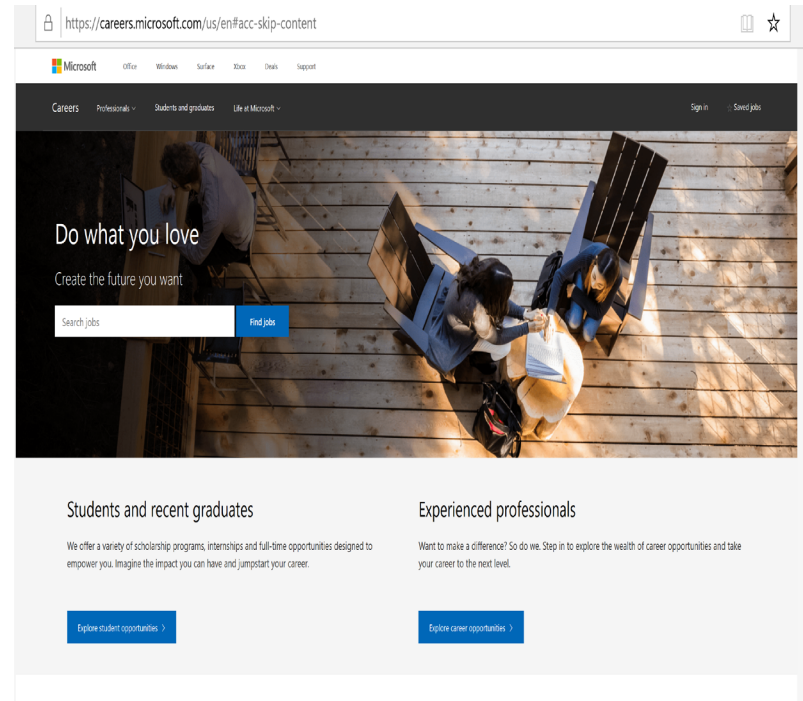 https://careers.microsoft.com/us/en#acc-skip-content
Microsoft Office Windows Surface Xbox Deals Support
Careers Professionals Students and graduates Life at Microsoft Sign in Saved jobs
Do what you love
Create the future you want
Search jobs Find jobs
Students and recent graduates
We offer a variety of scholarship programs, internships and full-time opportunities designed to
empower you. Imagine the impact you can have and jumpstart your career.
Explore student opportunities
Experienced professionals
Want to make a difference? So do we. Step in to explore the wealth of career opportunities and take
your career to the next level.
Explore career opportunities